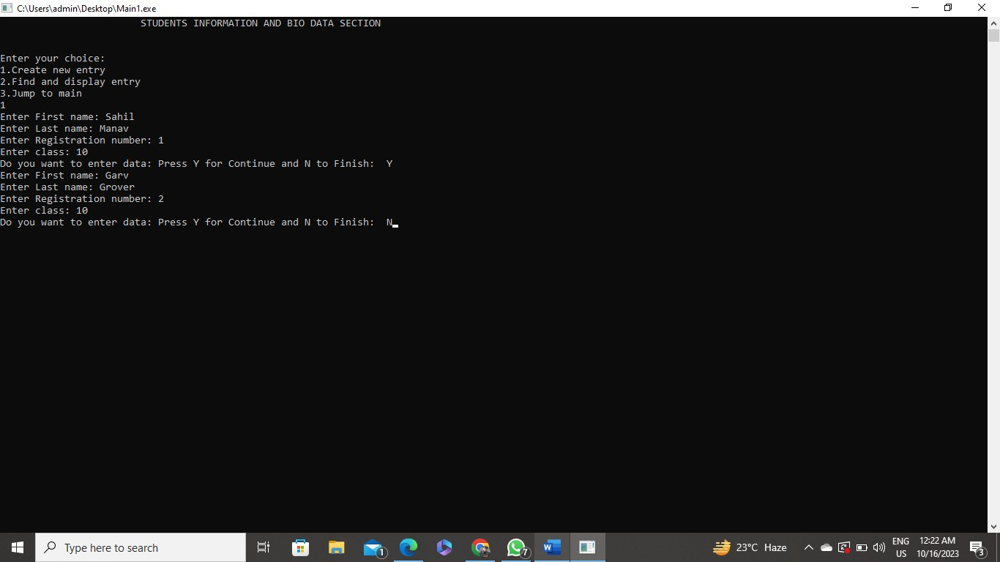 C:\Users\admin\Desktop\Main1.exe
STUDENTS INFORMATION AND BIO DATA SECTION
Enter your choice:
1.Create new entry
2.Find and display entry
3.Jump to main
1
Enter First name: Sahil
Enter Last name: Manav
Enter Registration number: 1
Enter class: 10
Do you want to enter data: Press Y for Continue and N to Finish:  Y
Enter First name: Garv
Enter Last name: Grover
Enter Registration number: 2
Enter class: 10
Do you want to enter data: Press Y for Continue and N to Finish:  N
Type here to search
1
7
W
23°C Haze
ENG
US
12:22 AM
10/16/2023
3